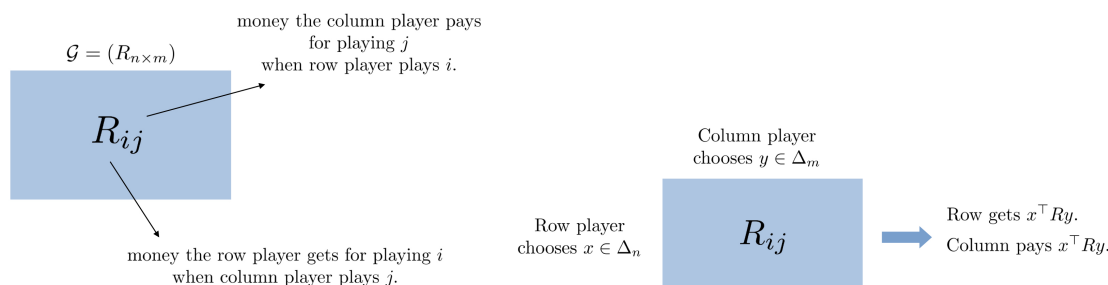 money the column player pays
for playing j
when row player plays i.
𝒢 = (R_{n×m})
R_{ij}
money the row player gets for playing i
when column player plays j.
Column player
chooses y ∈ Δ_m
Row player
chooses x ∈ Δ_n
R_{ij}
Row gets x^⊤Ry.
Column pays x^⊤Ry.